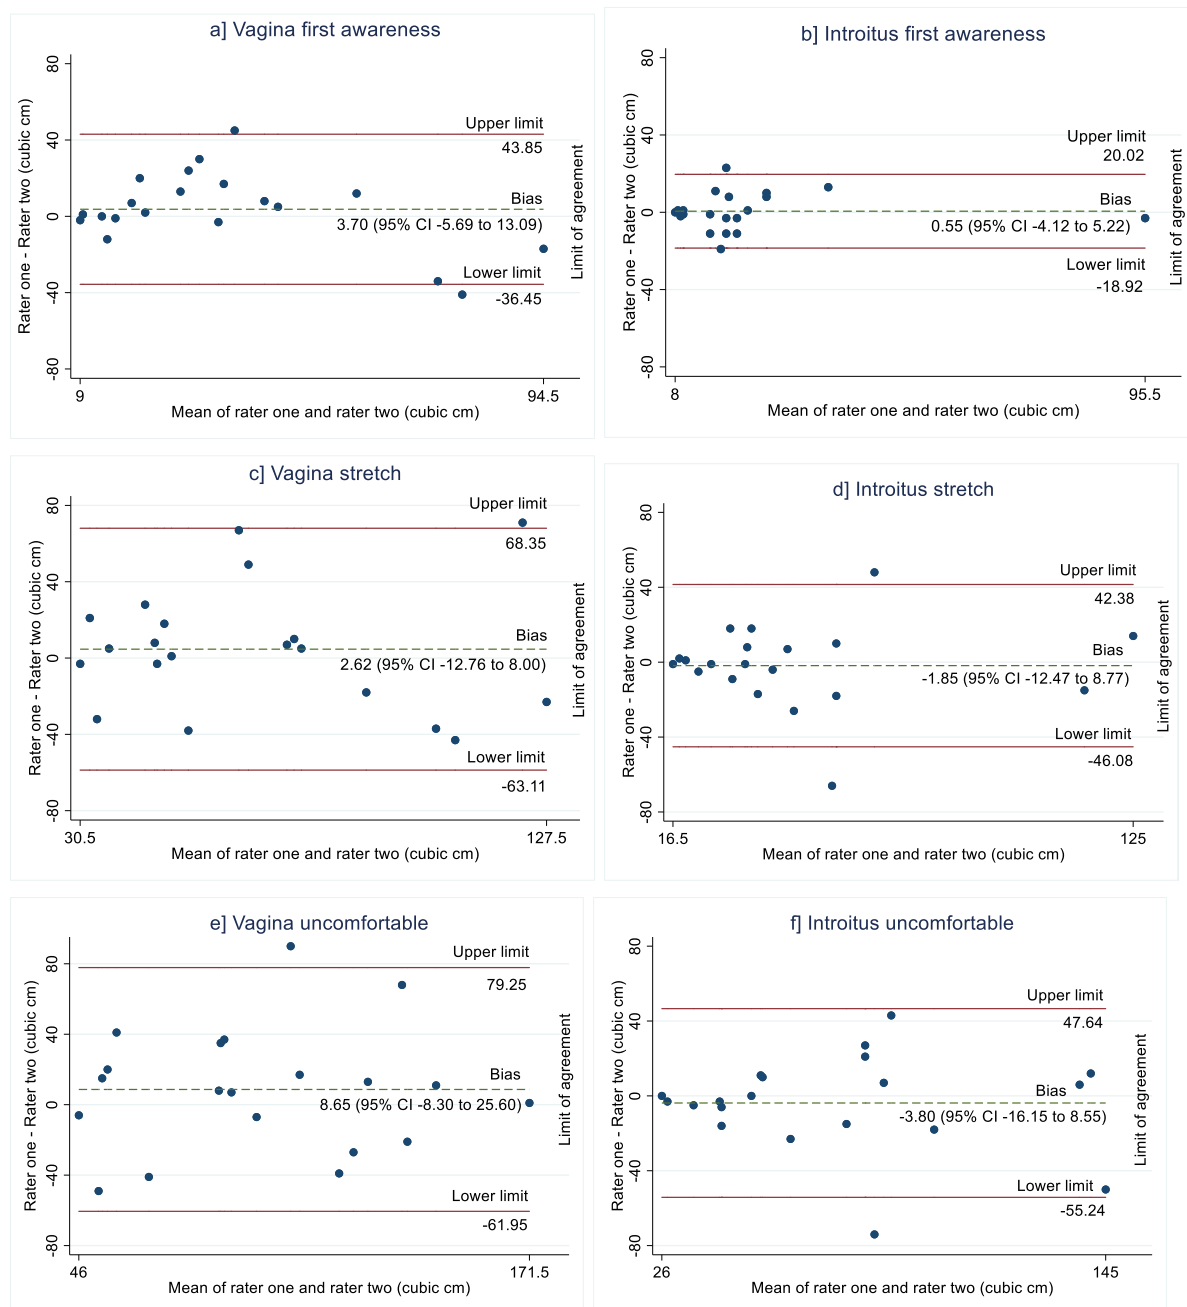 a] Vagina first awareness
Rater one - Rater two (cubic cm)
80
40
0
-40
-80
Upper limit
43.85
Bias
3.70 (95% CI -5.69 to 13.09)
Lower limit
-36.45
Limit of agreement
9
94.5
Mean of rater one and rater two (cubic cm)
b] Introitus first awareness
Rater one - Rater two (cubic cm)
80
40
0
-40
-80
Upper limit
20.02
Bias
0.55 (95% CI -4.12 to 5.22)
Lower limit
-18.92
Limit of agreement
8
95.5
Mean of rater one and rater two (cubic cm)
c] Vagina stretch
Rater one - Rater two (cubic cm)
80
40
0
-40
-80
Upper limit
68.35
Bias
2.62 (95% CI -12.76 to 8.00)
Lower limit
-63.11
Limit of agreement
30.5
127.5
Mean of rater one and rater two (cubic cm)
d] Introitus stretch
Rater one - Rater two (cubic cm)
80
40
0
-40
-80
Upper limit
42.38
Bias
-1.85 (95% CI -12.47 to 8.77)
Lower limit
-46.08
Limit of agreement
16.5
125
Mean of rater one and rater two (cubic cm)
e] Vagina uncomfortable
Rater one - Rater two (cubic cm)
80
40
0
-40
-80
Upper limit
79.25
Bias
8.65 (95% CI -8.30 to 25.60)
Lower limit
-61.95
Limit of agreement
46
171.5
Mean of rater one and rater two (cubic cm)
f] Introitus uncomfortable
Rater one - Rater two (cubic cm)
80
40
0
-40
-80
Upper limit
47.64
Bias
-3.80 (95% CI -16.15 to 8.55)
Lower limit
-55.24
Limit of agreement
26
145
Mean of rater one and rater two (cubic cm)